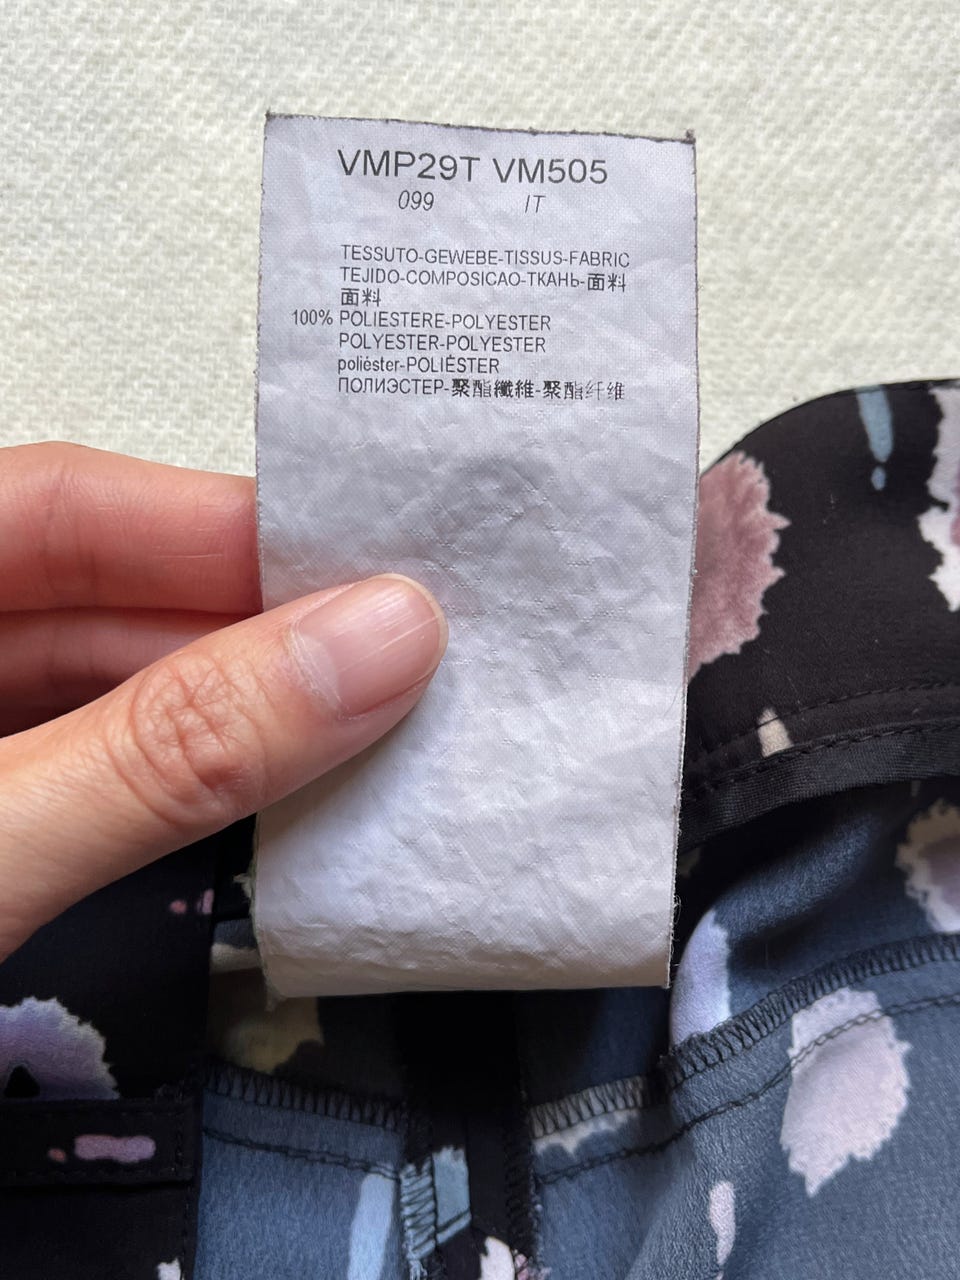 VMP29T VM505
099 IT
TESSUTO-GEWEBE-TISSUS-FABRIC
TEJIDO-COMPOSICAO-ТКАНЬ-面料
面料
100% POLIESTERE-POLYESTER
POLYESTER-POLYESTER
poliéster-POLIÉSTER
ПОЛИЭСТЕР-聚酯纖維-聚酯纤维